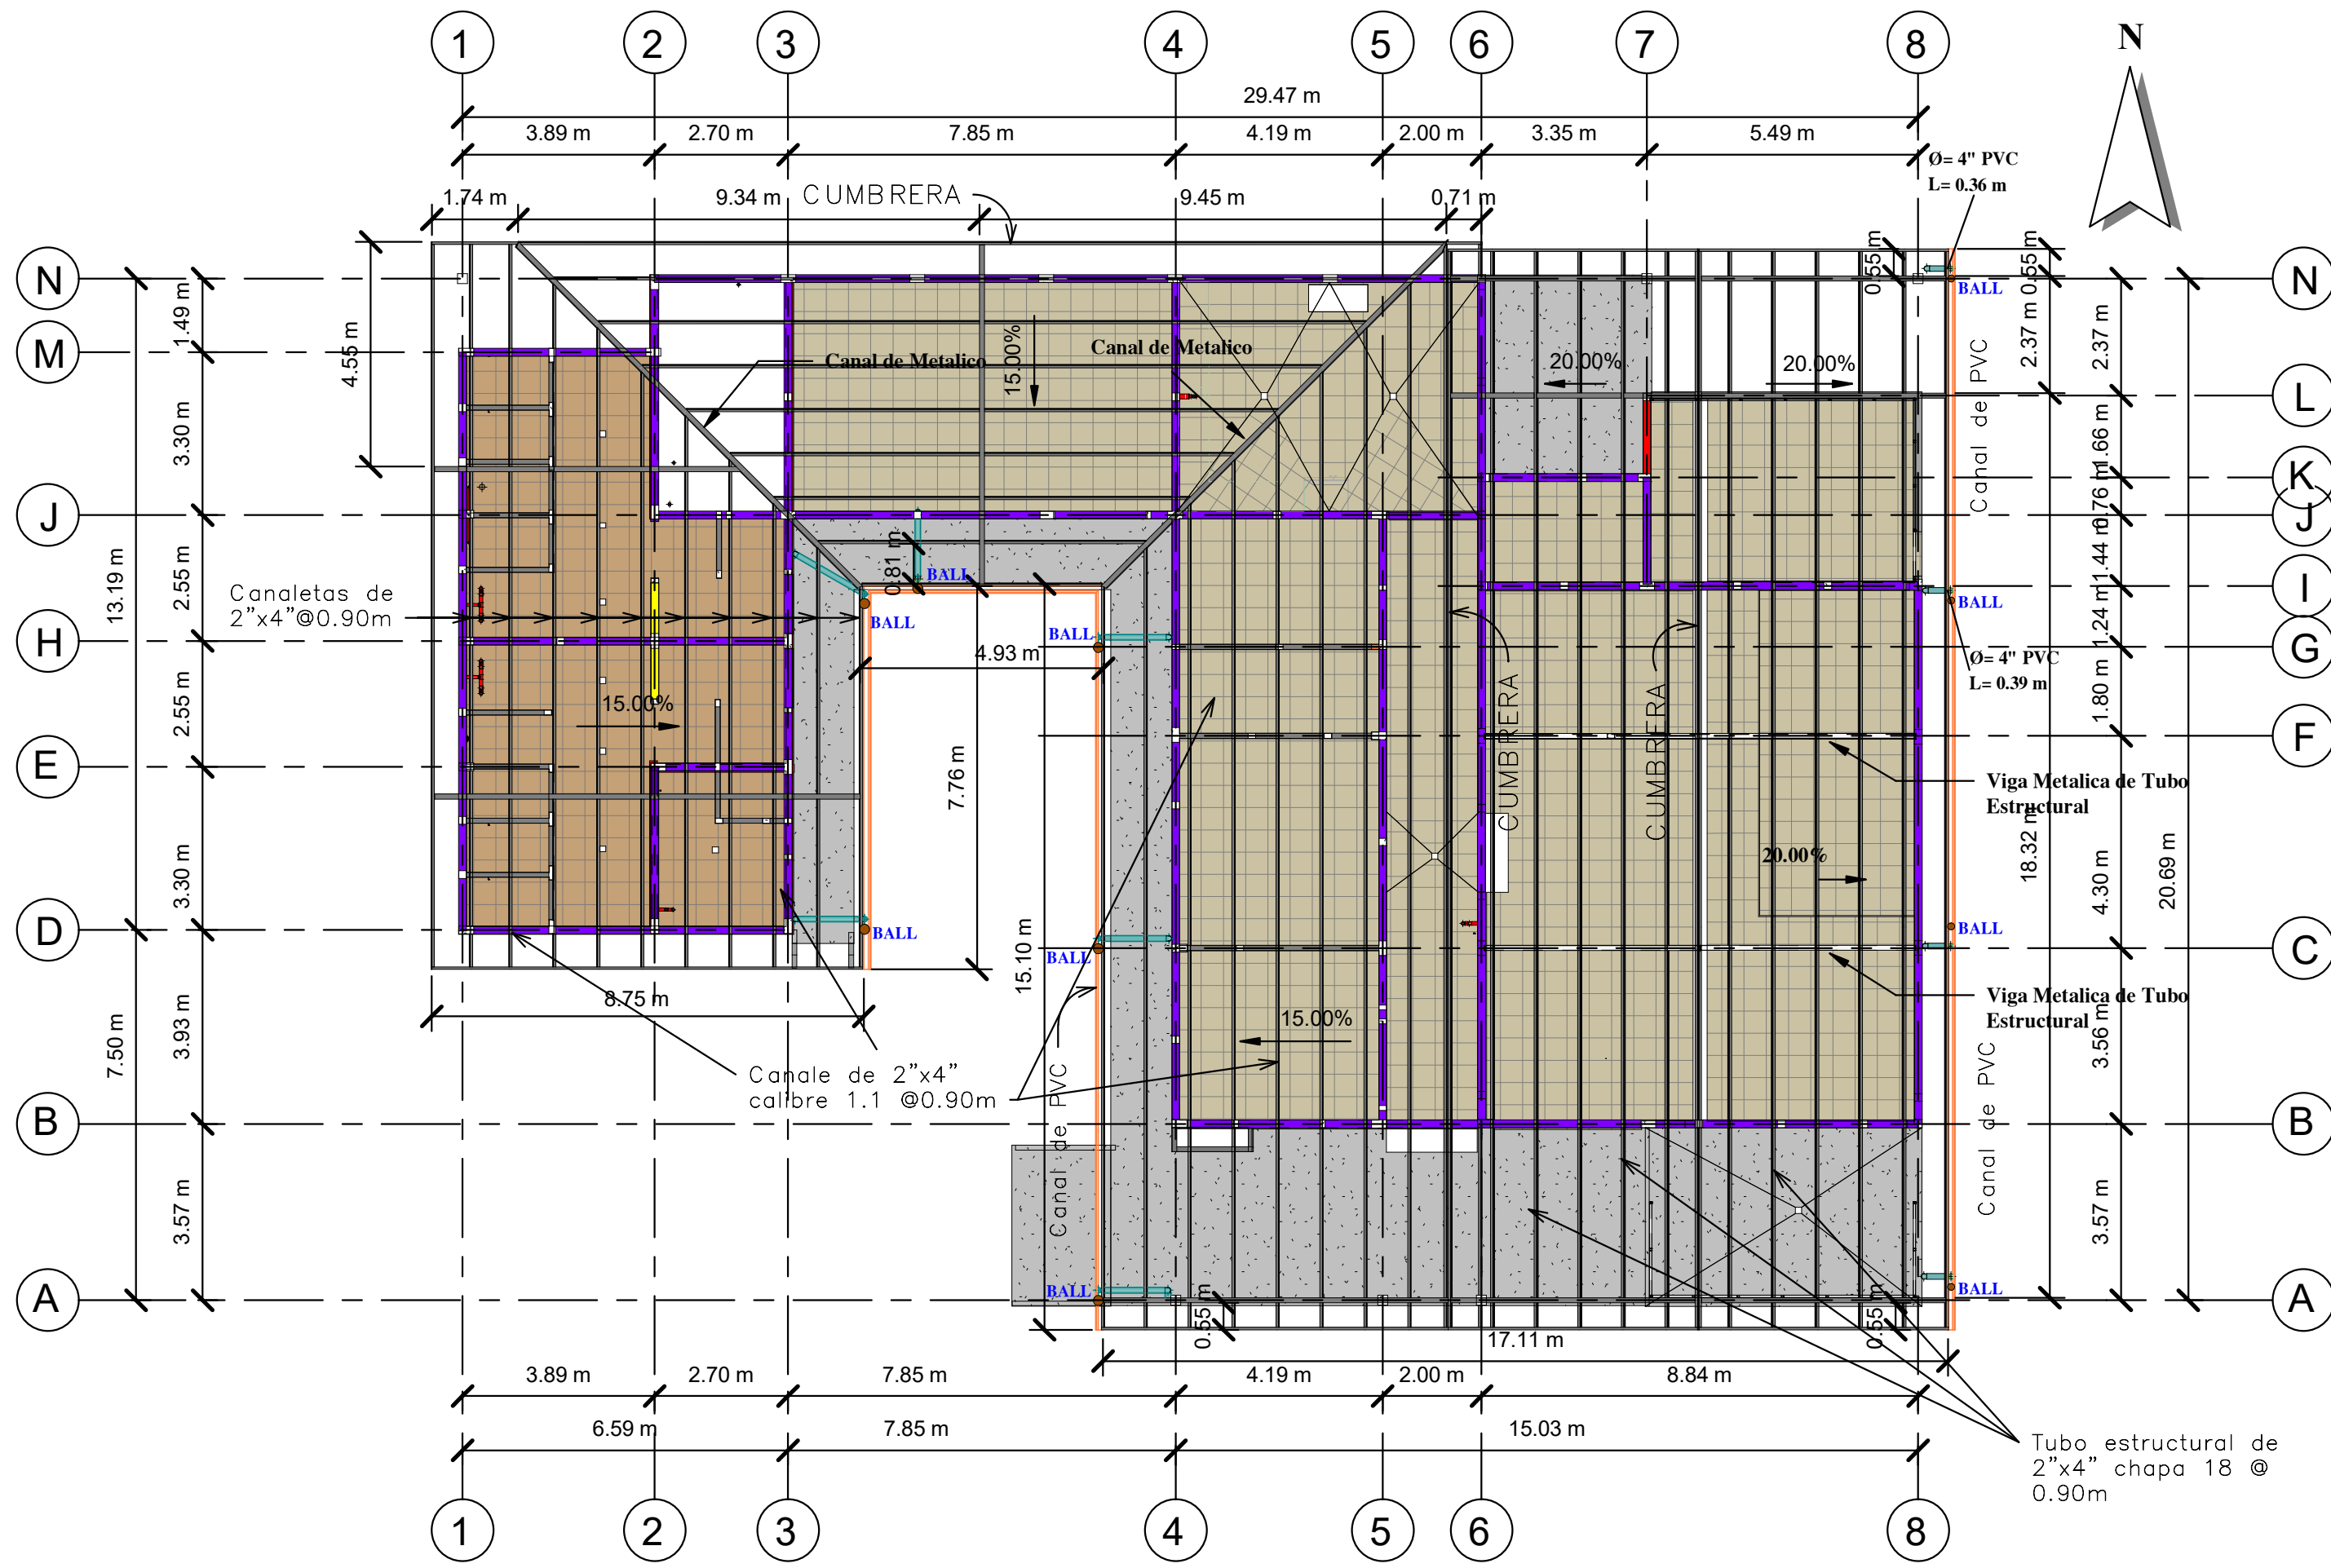 1 2 3 4 5 6 7 8
N
29.47 m
3.89 m 2.70 m 7.85 m 4.19 m 2.00 m 3.35 m 5.49 m
Ø= 4" PVC
L= 0.36 m
1.74 m 9.34 m CUMBRERA 9.45 m 0.71 m
N
M
J
H
E
D
B
A
13.19 m
7.50 m
1.49 m
3.30 m
2.55 m
2.55 m
3.30 m
3.93 m
3.57 m
4.55 m
Canaletas de
2"x4"@0.90m
Canal de Metalico
15.00%
Canal de Metalico
20.00%
20.00%
0.55 m
0.55 m
BALL
2.37 m
2.37 m
Canal de PVC
1.66 m
0.76 m
1.44 m
1.24 m
1.80 m
4.30 m
3.56 m
3.57 m
18.32 m
20.69 m
N
L
K
J
I
G
F
C
B
A
0.81 m
BALL
BALL
BALL
4.93 m
BALL
Ø= 4" PVC
L= 0.39 m
15.00%
7.76 m
CUMBRERA
CUMBRERA
Viga Metalica de Tubo
Estructural
20.00%
BALL
BALL
BALL
15.10 m
8.75 m
Viga Metalica de Tubo
Estructural
15.00%
Canale de 2"x4"
calibre 1.1 @0.90m
Canal de PVC
Canal de PVC
BALL
BALL
0.55 m
0.55 m
17.11 m
3.89 m 2.70 m 7.85 m 4.19 m 2.00 m 8.84 m
6.59 m 7.85 m 15.03 m
Tubo estructural de
2"x4" chapa 18 @
0.90m
1 2 3 4 5 6 8